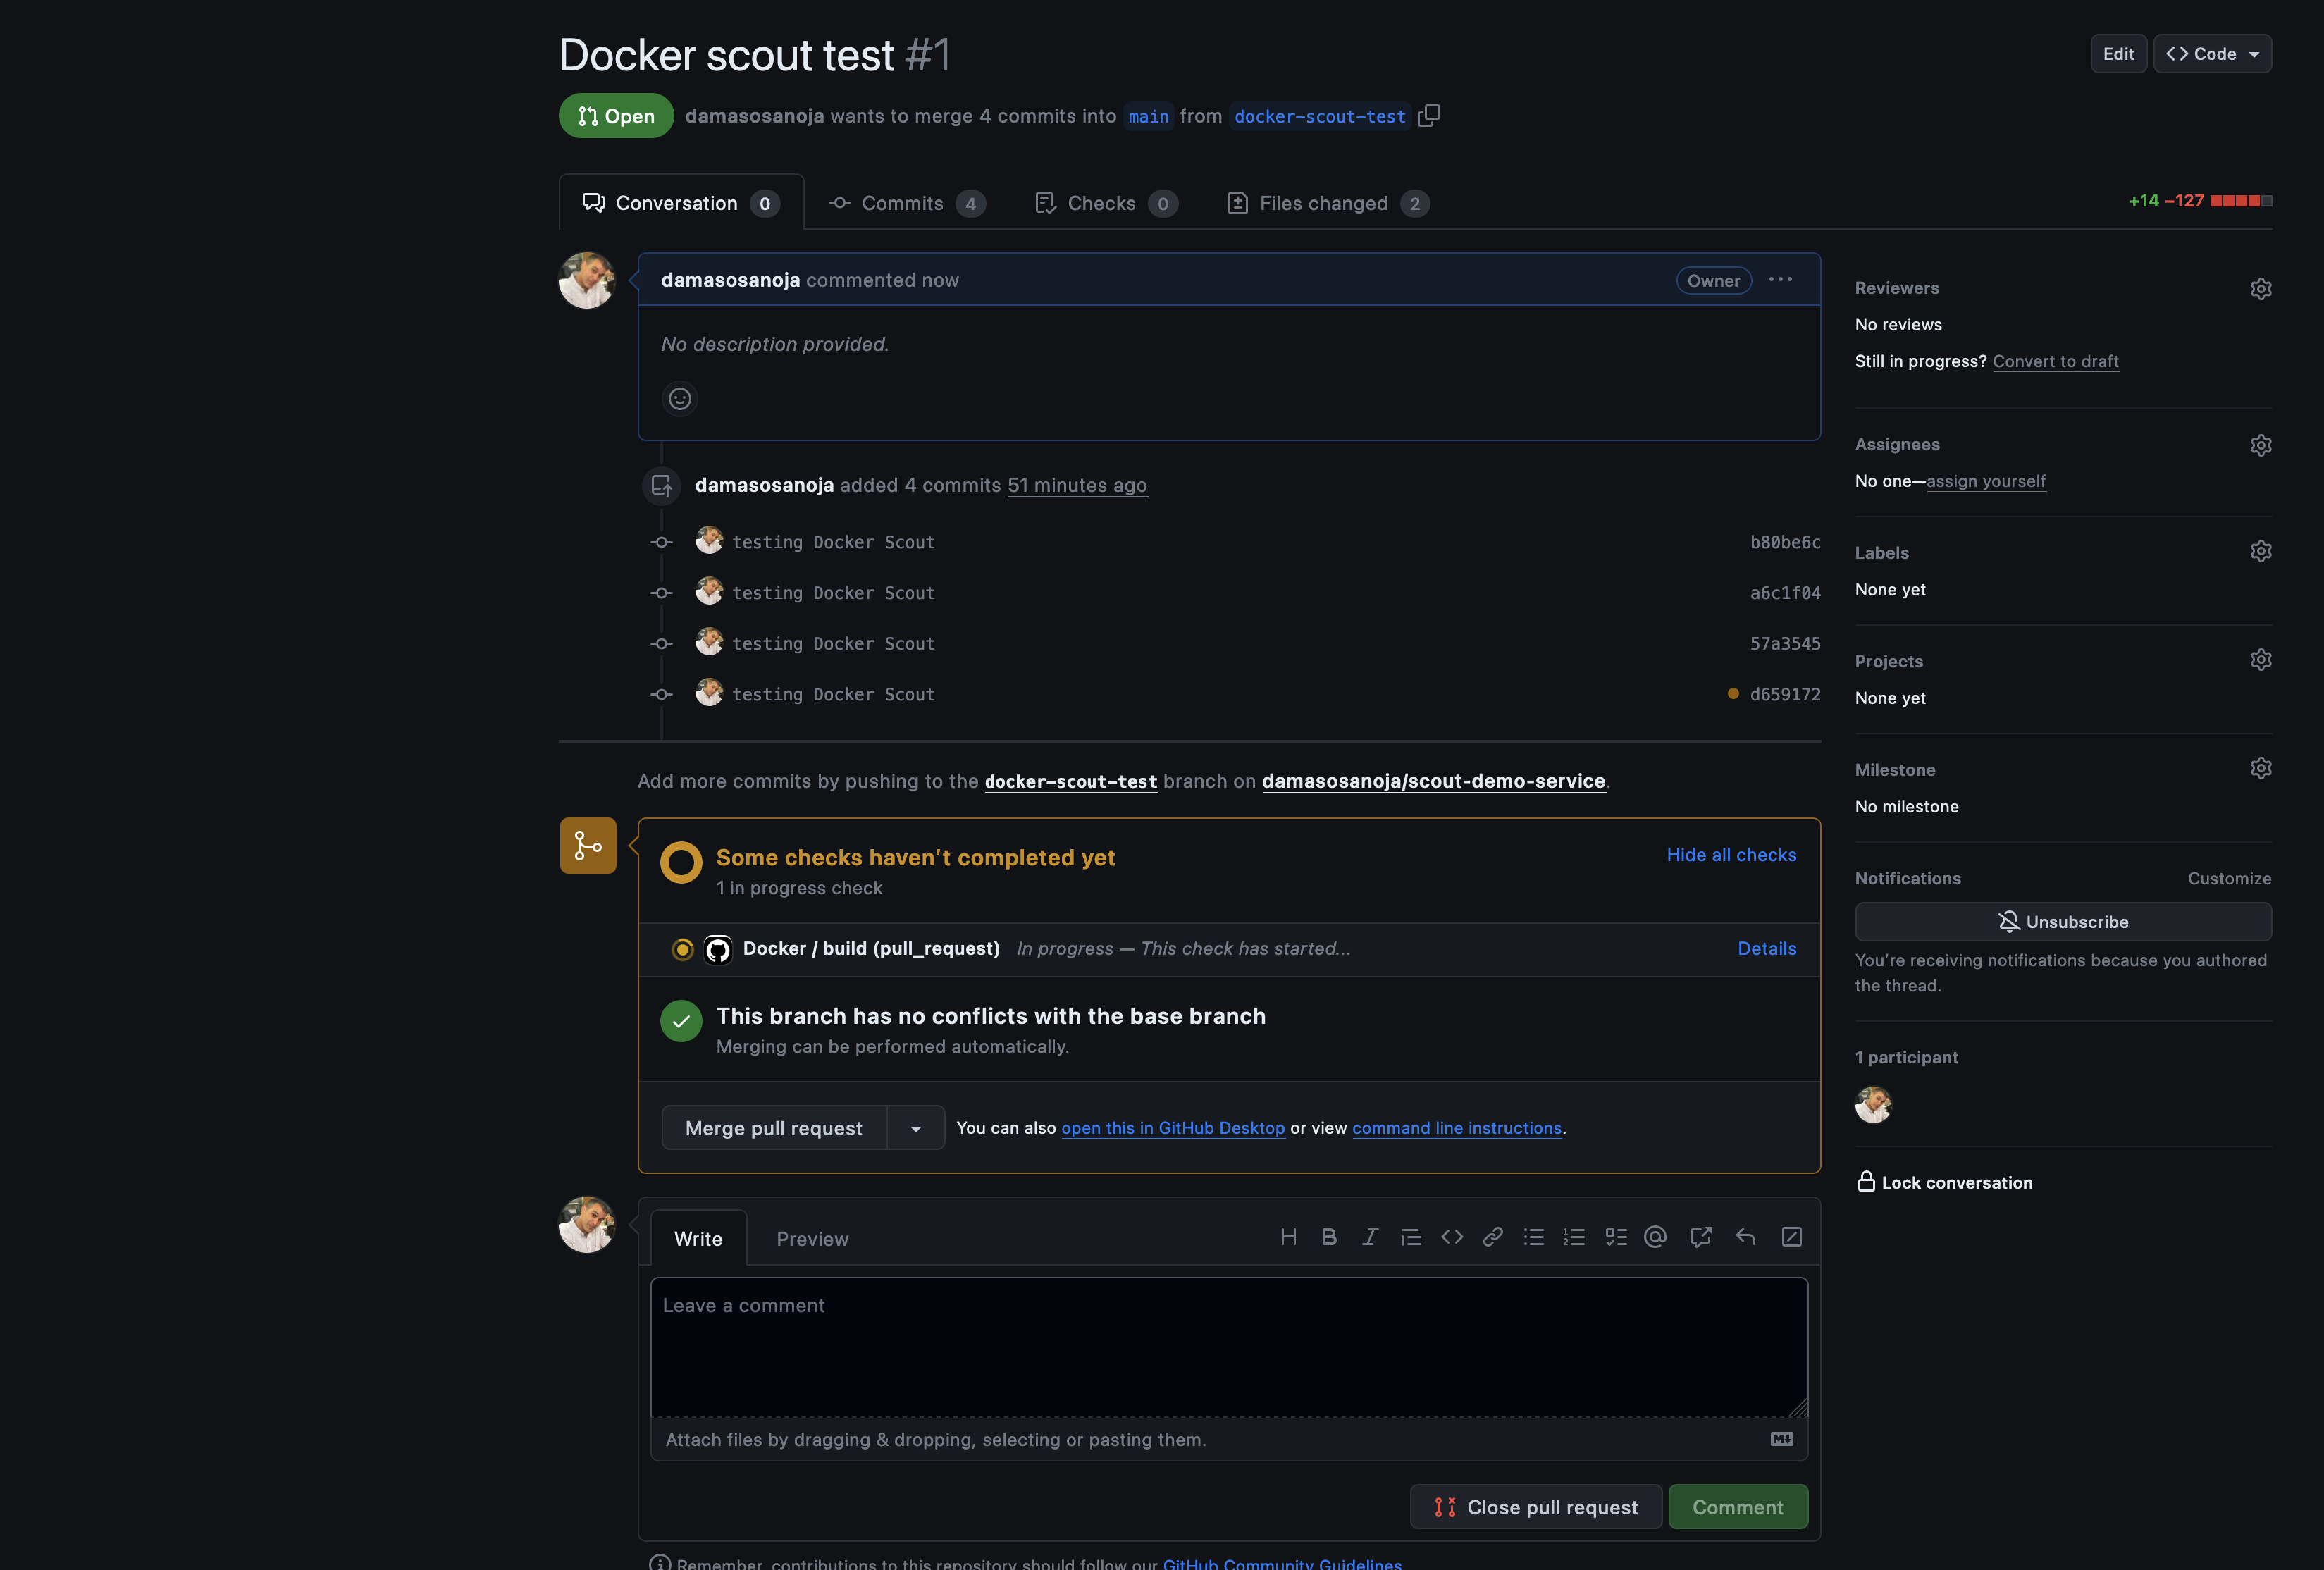 Docker scout test #1
Edit
Code
Open
damasosanoja wants to merge 4 commits into main from docker-scout-test
Conversation 0
Commits 4
Checks 0
Files changed 2
+14 −127
damasosanoja commented now
Owner
No description provided.
damasosanoja added 4 commits 51 minutes ago
testing Docker Scout b80be6c
testing Docker Scout a6c1f04
testing Docker Scout 57a3545
testing Docker Scout d659172
Add more commits by pushing to the docker-scout-test branch on damasosanoja/scout-demo-service.
Some checks haven’t completed yet
Hide all checks
1 in progress check
Docker / build (pull_request) In progress — This check has started...
Details
This branch has no conflicts with the base branch
Merging can be performed automatically.
Merge pull request
You can also open this in GitHub Desktop or view command line instructions.
Write
Preview
Leave a comment
Attach files by dragging & dropping, selecting or pasting them.
Close pull request
Comment
Remember, contributions to this repository should follow our GitHub Community Guidelines
Reviewers
No reviews
Still in progress? Convert to draft
Assignees
No one—assign yourself
Labels
None yet
Projects
None yet
Milestone
No milestone
Notifications
Customize
Unsubscribe
You’re receiving notifications because you authored
the thread.
1 participant
Lock conversation